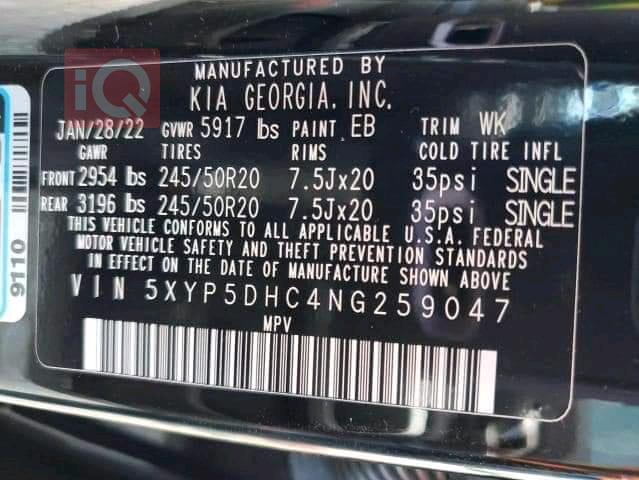 iQ
MANUFACTURED BY
KIA GEORGIA, INC.
JAN/28/22 GVWR 5917 lbs PAINT EB TRIM WK
GAWR TIRES RIMS COLD TIRE INFL
FRONT 2954 lbs 245/50R20 7.5Jx20 35psi SINGLE
REAR 3196 lbs 245/50R20 7.5Jx20 35psi SINGLE
THIS VEHICLE CONFORMS TO ALL APPLICABLE U.S.A. FEDERAL
MOTOR VEHICLE SAFETY AND THEFT PREVENTION STANDARDS
IN EFFECT ON THE DATE OF MANUFACTURE SHOWN ABOVE
VIN 5XYP5DHC4NG259047
MPV
9110